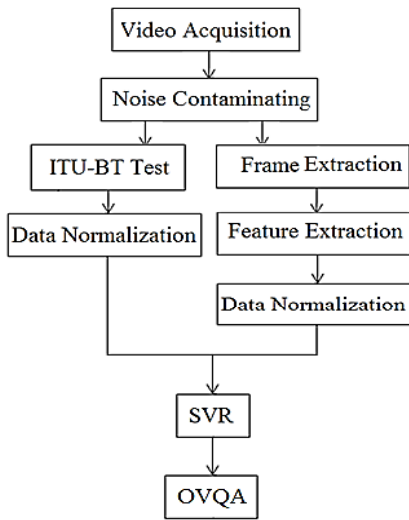 Video Acquisition
Noise Contaminating
ITU-BT Test
Frame Extraction
Data Normalization
Feature Extraction
Data Normalization
SVR
OVQA